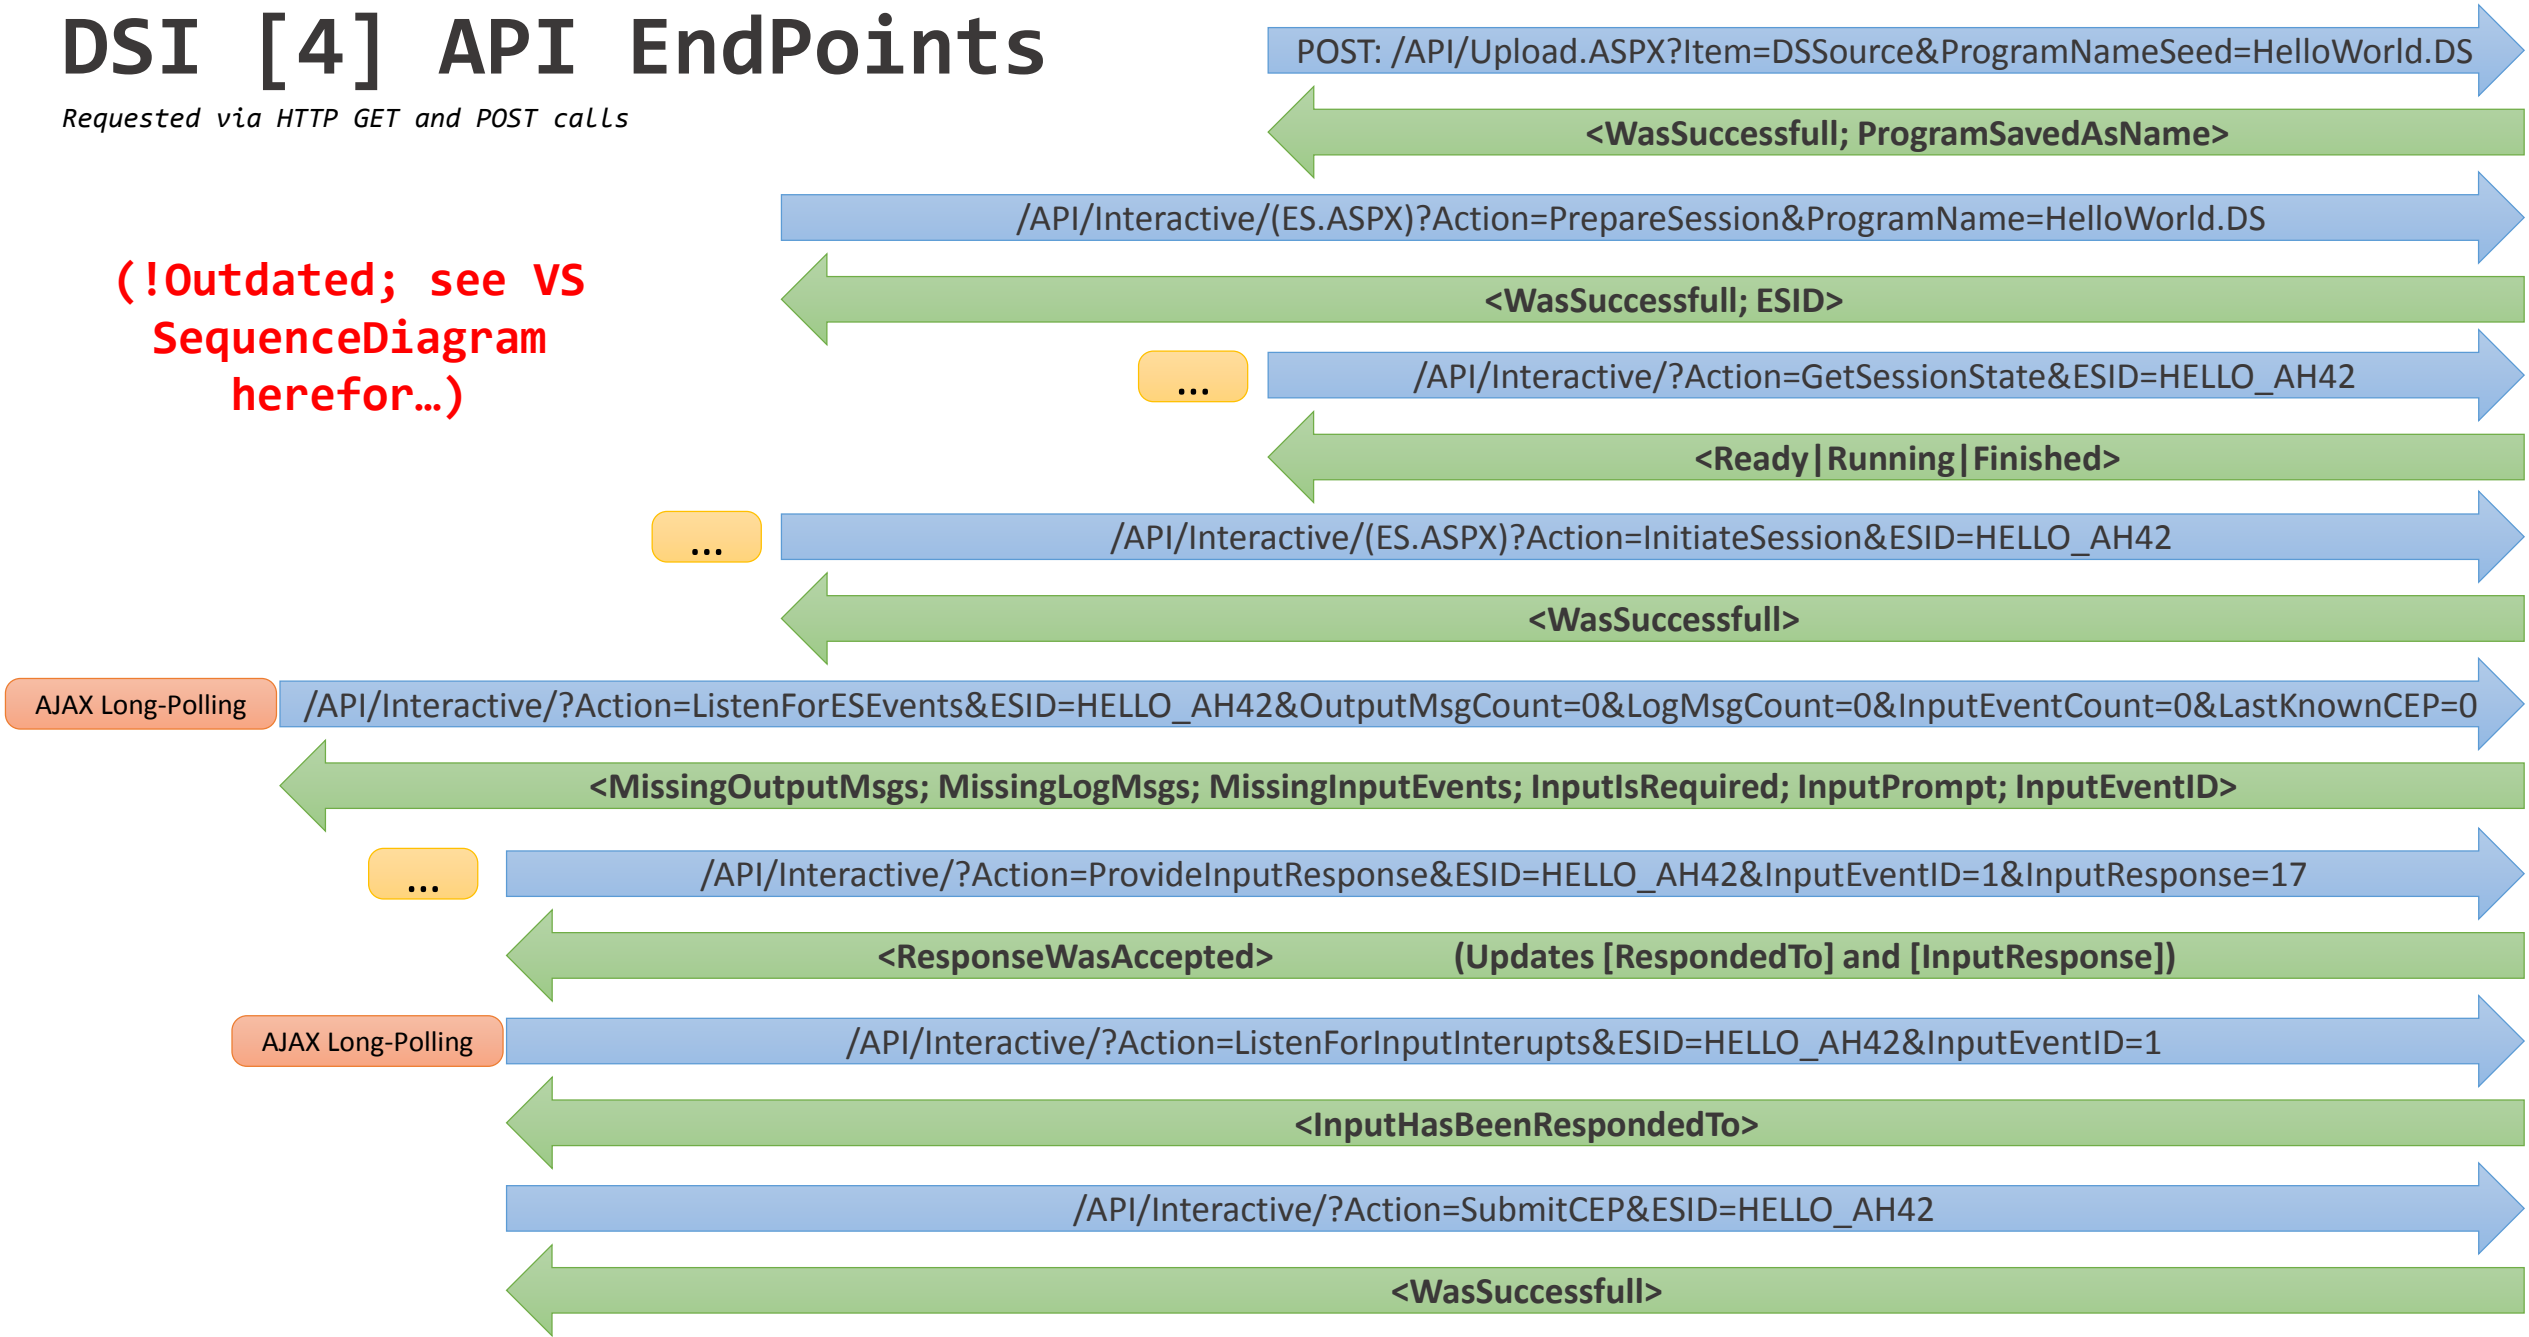 DSI [4] API EndPoints
Requested via HTTP GET and POST calls
(!Outdated; see VS
SequenceDiagram
herefor…)
POST: /API/Upload.ASPX?Item=DSSource&ProgramNameSeed=HelloWorld.DS
<WasSuccessfull; ProgramSavedAsName>
/API/Interactive/(ES.ASPX)?Action=PrepareSession&ProgramName=HelloWorld.DS
<WasSuccessfull; ESID>
... /API/Interactive/?Action=GetSessionState&ESID=HELLO_AH42
<Ready|Running|Finished>
... /API/Interactive/(ES.ASPX)?Action=InitiateSession&ESID=HELLO_AH42
<WasSuccessfull>
AJAX Long-Polling /API/Interactive/?Action=ListenForESEvents&ESID=HELLO_AH42&OutputMsgCount=0&LogMsgCount=0&InputEventCount=0&LastKnownCEP=0
<MissingOutputMsgs; MissingLogMsgs; MissingInputEvents; InputIsRequired; InputPrompt; InputEventID>
... /API/Interactive/?Action=ProvideInputResponse&ESID=HELLO_AH42&InputEventID=1&InputResponse=17
<ResponseWasAccepted> (Updates [RespondedTo] and [InputResponse])
AJAX Long-Polling /API/Interactive/?Action=ListenForInputInterupts&ESID=HELLO_AH42&InputEventID=1
<InputHasBeenRespondedTo>
/API/Interactive/?Action=SubmitCEP&ESID=HELLO_AH42
<WasSuccessfull>